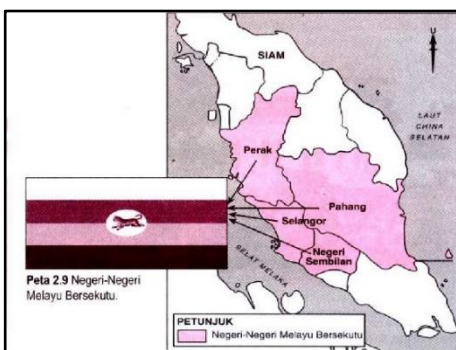 SIAM
LAUT
CHINA
SELATAN
Perak
Pahang
Selangor
Negeri
Sembilan
SELAT MELAKA
Peta 2.9 Negeri-Negeri
Melayu Bersekutu.
PETUNJUK
Negeri-Negeri Melayu Bersekutu